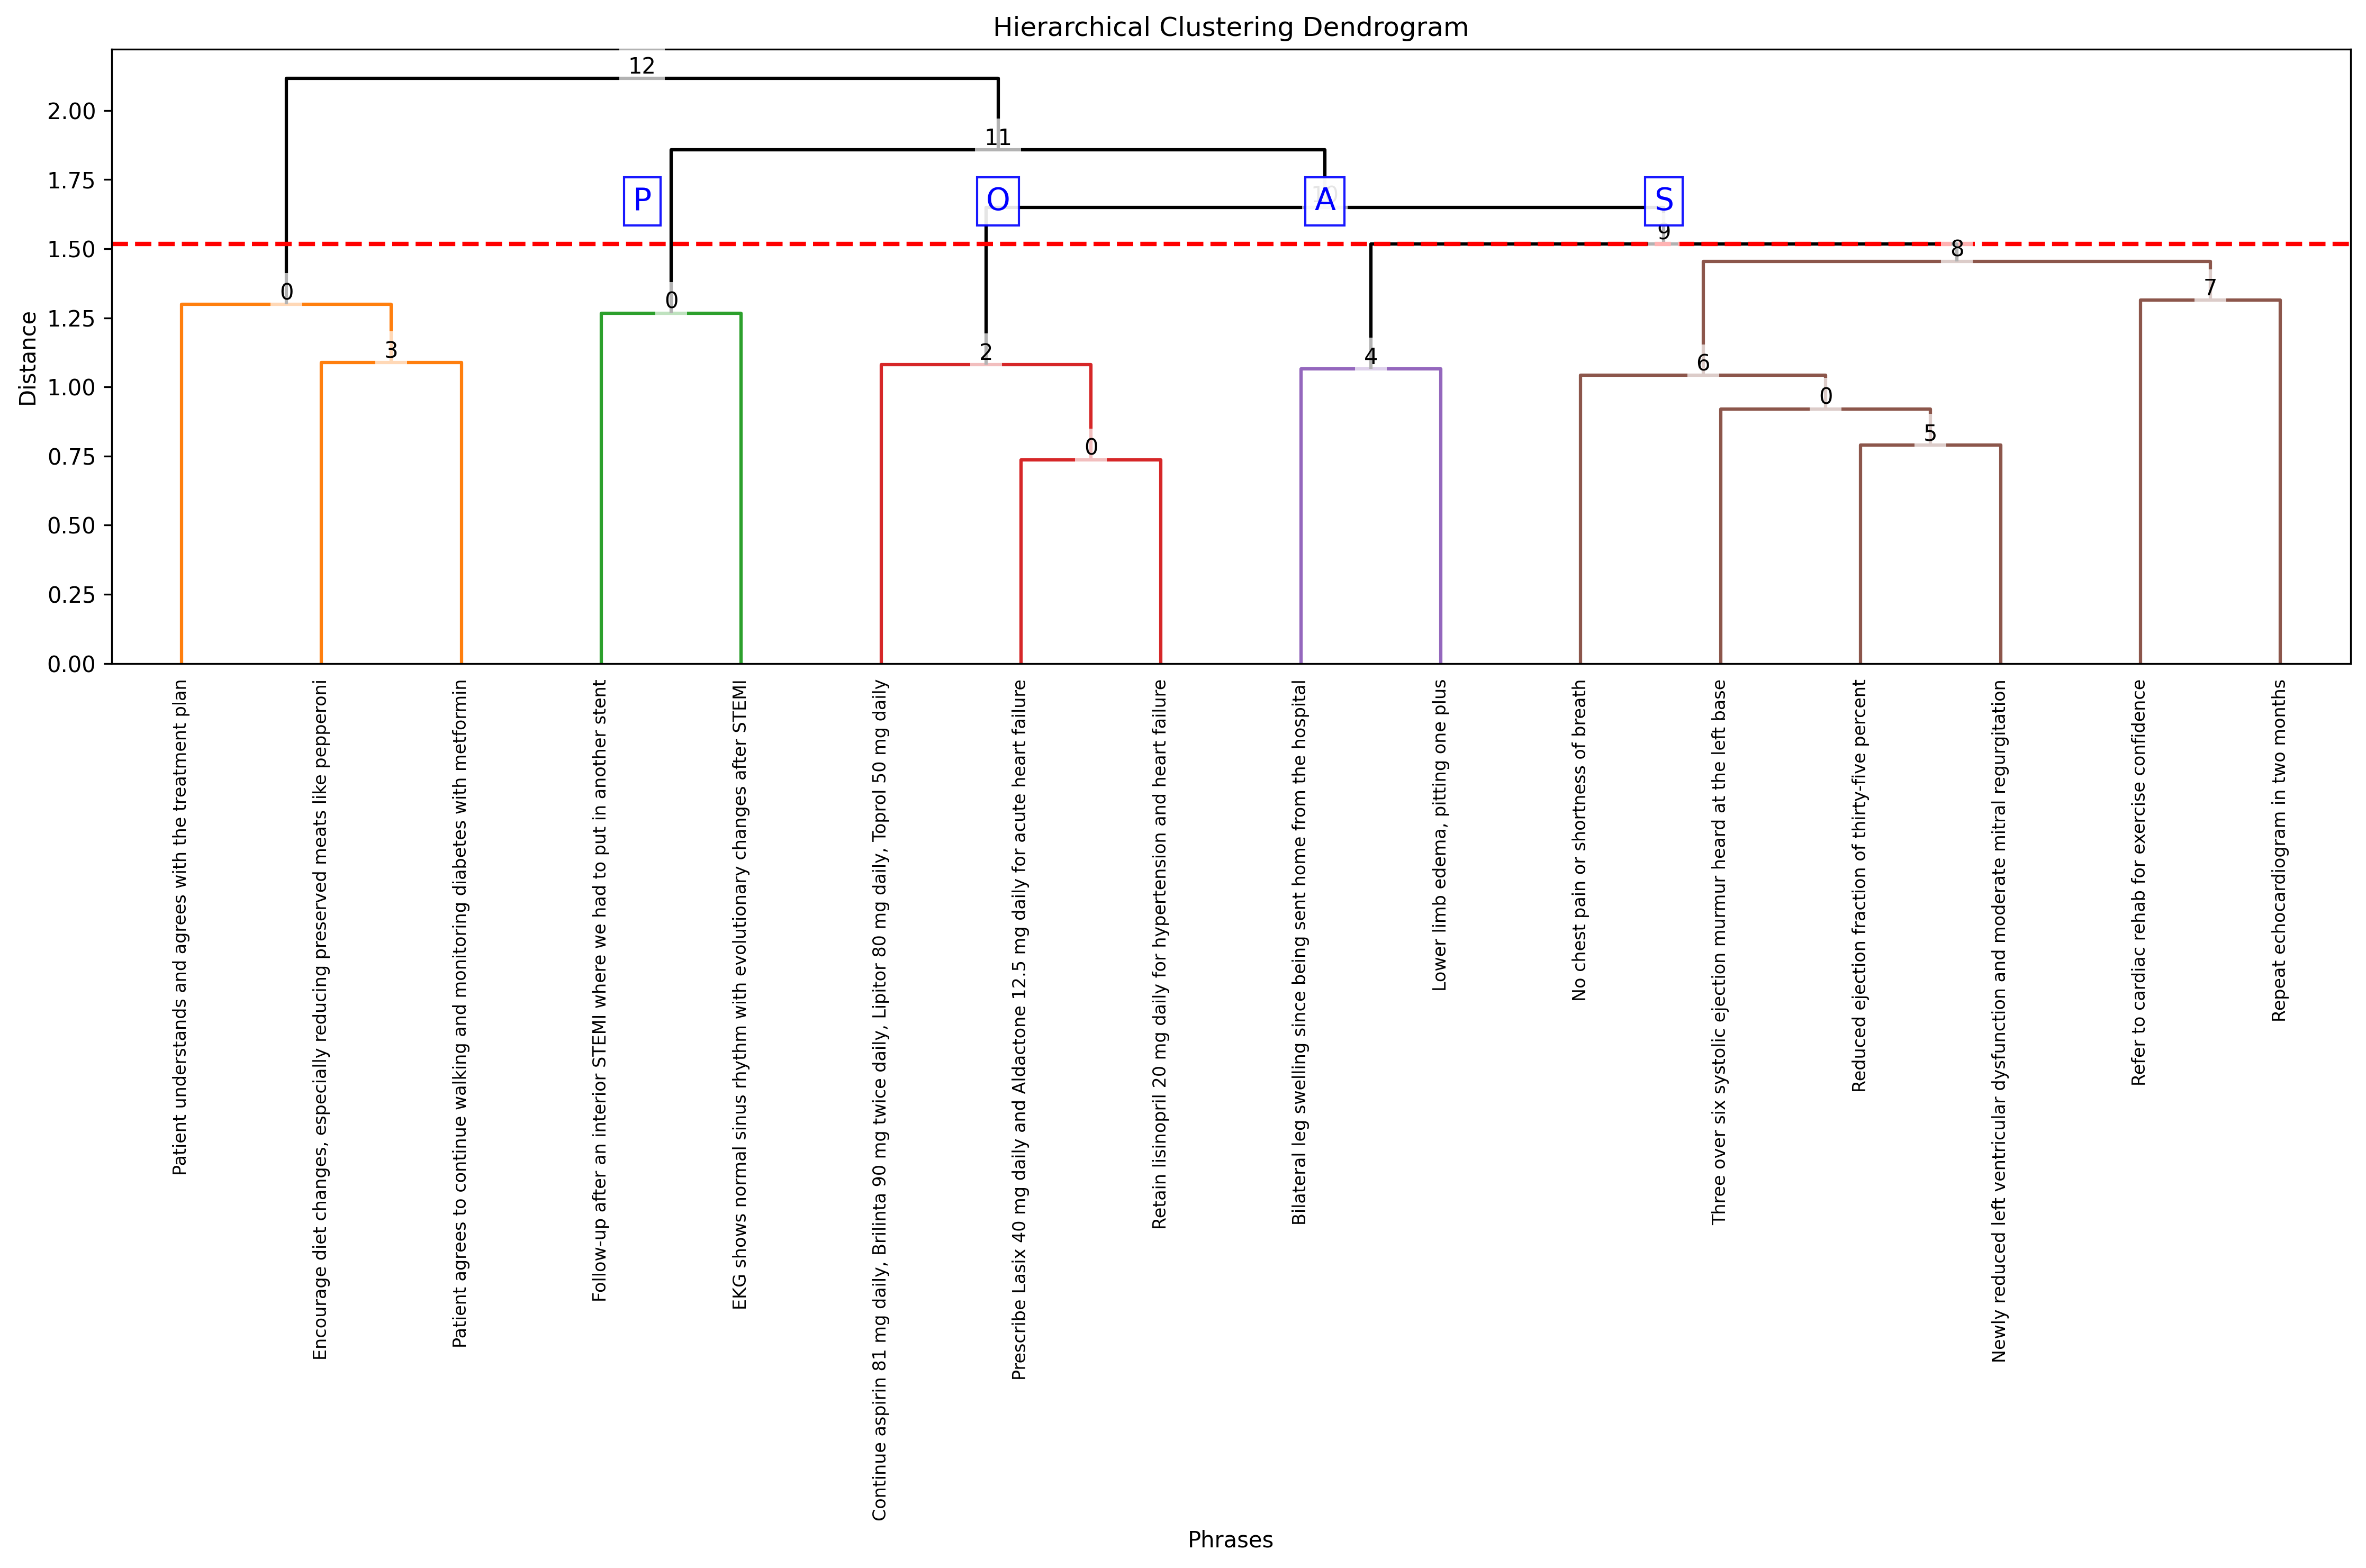 Hierarchical Clustering Dendrogram
12
2.00
11
1.75
P
O
A
S
9
1.50
8
0
0
7
1.25
3
2
4
6
1.00
0
5
0
0.75
0.50
0.25
0.00
Distance
Patient understands and agrees with the treatment plan
Encourage diet changes, especially reducing preserved meats like pepperoni
Patient agrees to continue walking and monitoring diabetes with metformin
Follow-up after an interior STEMI where we had to put in another stent
EKG shows normal sinus rhythm with evolutionary changes after STEMI
Continue aspirin 81 mg daily, Brilinta 90 mg twice daily, Lipitor 80 mg daily, Toprol 50 mg daily
Prescribe Lasix 40 mg daily and Aldactone 12.5 mg daily for acute heart failure
Retain lisinopril 20 mg daily for hypertension and heart failure
Bilateral leg swelling since being sent home from the hospital
Lower limb edema, pitting one plus
No chest pain or shortness of breath
Three over six systolic ejection murmur heard at the left base
Reduced ejection fraction of thirty-five percent
Newly reduced left ventricular dysfunction and moderate mitral regurgitation
Refer to cardiac rehab for exercise confidence
Repeat echocardiogram in two months
Phrases